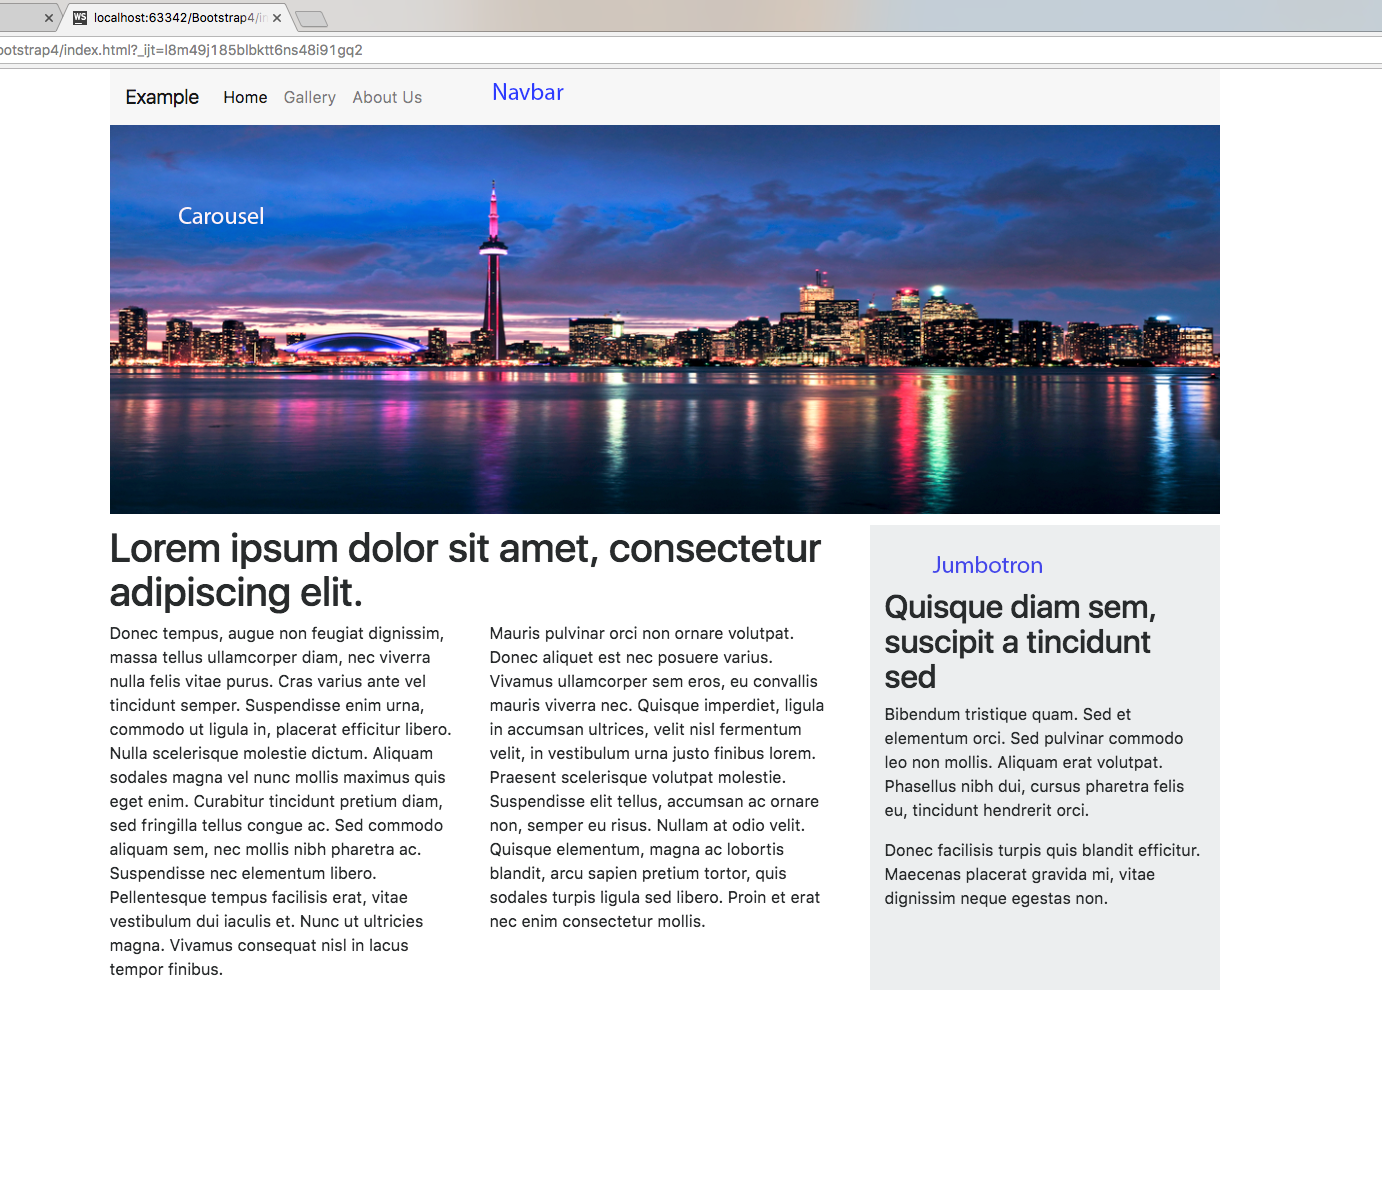 WS localhost:63342/Bootstrap4/in
ootstrap4/index.html?_ijt=l8m49j185blbktt6ns48i91gq2
Example Home Gallery About Us Navbar
Carousel
Lorem ipsum dolor sit amet, consectetur
adipiscing elit.
Donec tempus, augue non feugiat dignissim,
massa tellus ullamcorper diam, nec viverra
nulla felis vitae purus. Cras varius ante vel
tincidunt semper. Suspendisse enim urna,
commodo ut ligula in, placerat efficitur libero.
Nulla scelerisque molestie dictum. Aliquam
sodales magna vel nunc mollis maximus quis
eget enim. Curabitur tincidunt pretium diam,
sed fringilla tellus congue ac. Sed commodo
aliquam sem, nec mollis nibh pharetra ac.
Suspendisse nec elementum libero.
Pellentesque tempus facilisis erat, vitae
vestibulum dui iaculis et. Nunc ut ultricies
magna. Vivamus consequat nisl in lacus
tempor finibus.
Mauris pulvinar orci non ornare volutpat.
Donec aliquet est nec posuere varius.
Vivamus ullamcorper sem eros, eu convallis
mauris viverra nec. Quisque imperdiet, ligula
in accumsan ultrices, velit nisl fermentum
velit, in vestibulum urna justo finibus lorem.
Praesent scelerisque volutpat molestie.
Suspendisse elit tellus, accumsan ac ornare
non, semper eu risus. Nullam at odio velit.
Quisque elementum, magna ac lobortis
blandit, arcu sapien pretium tortor, quis
sodales turpis ligula sed libero. Proin et erat
nec enim consectetur mollis.
Jumbotron
Quisque diam sem,
suscipit a tincidunt
sed
Bibendum tristique quam. Sed et
elementum orci. Sed pulvinar commodo
leo non mollis. Aliquam erat volutpat.
Phasellus nibh dui, cursus pharetra felis
eu, tincidunt hendrerit orci.
Donec facilisis turpis quis blandit efficitur.
Maecenas placerat gravida mi, vitae
dignissim neque egestas non.